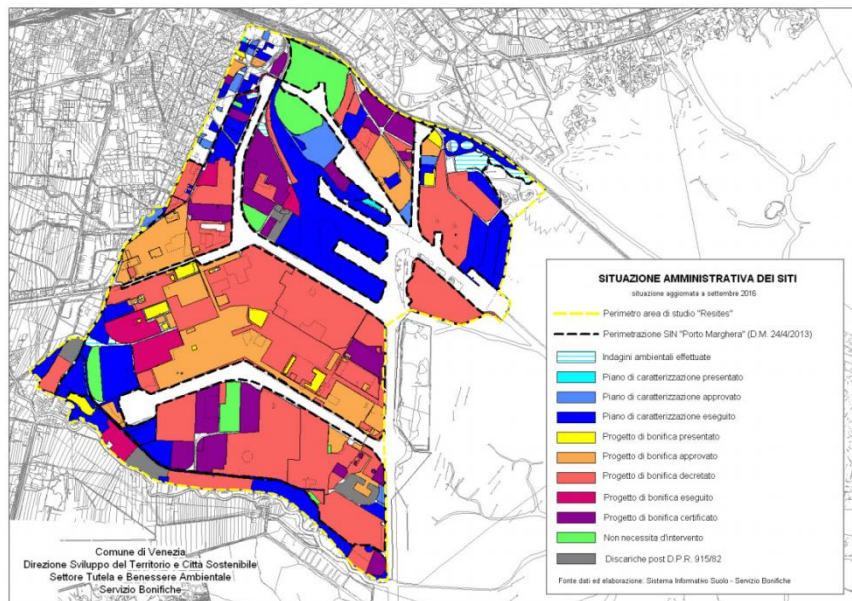 SITUAZIONE AMMINISTRATIVA DEI SITI
situazione aggiornata a settembre 2016
Perimetro area di studio "Resites"
Perimetrazione SIN "Porto Marghera" (D.M. 24/4/2013)
Indagini ambientali effettuate
Piano di caratterizzazione presentato
Piano di caratterizzazione approvato
Piano di caratterizzazione eseguito
Progetto di bonifica presentato
Progetto di bonifica approvato
Progetto di bonifica decretato
Progetto di bonifica eseguito
Progetto di bonifica certificato
Non necessita d'intervento
Discariche post D.P.R. 915/82
Fonte dati ed elaborazione: Sistema Informativo Suolo - Servizio Bonifiche
Comune di Venezia
Direzione Sviluppo del Territorio e Città Sostenibile
Settore Tutela e Benessere Ambientale
Servizio Bonifiche